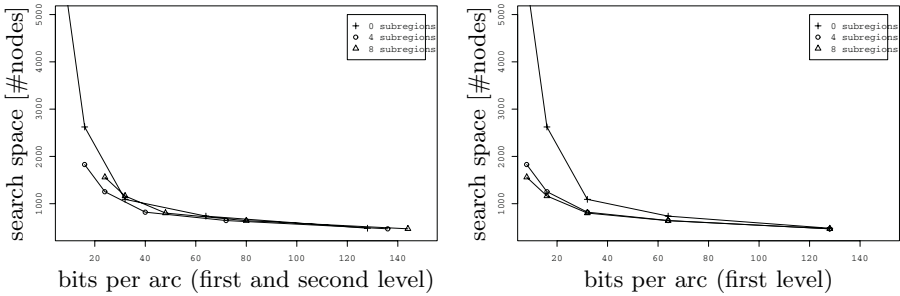 search space [#nodes]
5000
4000
3000
2000
1000
0 subregions
4 subregions
8 subregions
20 40 60 80 100 120 140
bits per arc (first and second level)
search space [#nodes]
5000
4000
3000
2000
1000
0 subregions
4 subregions
8 subregions
20 40 60 80 100 120 140
bits per arc (first level)